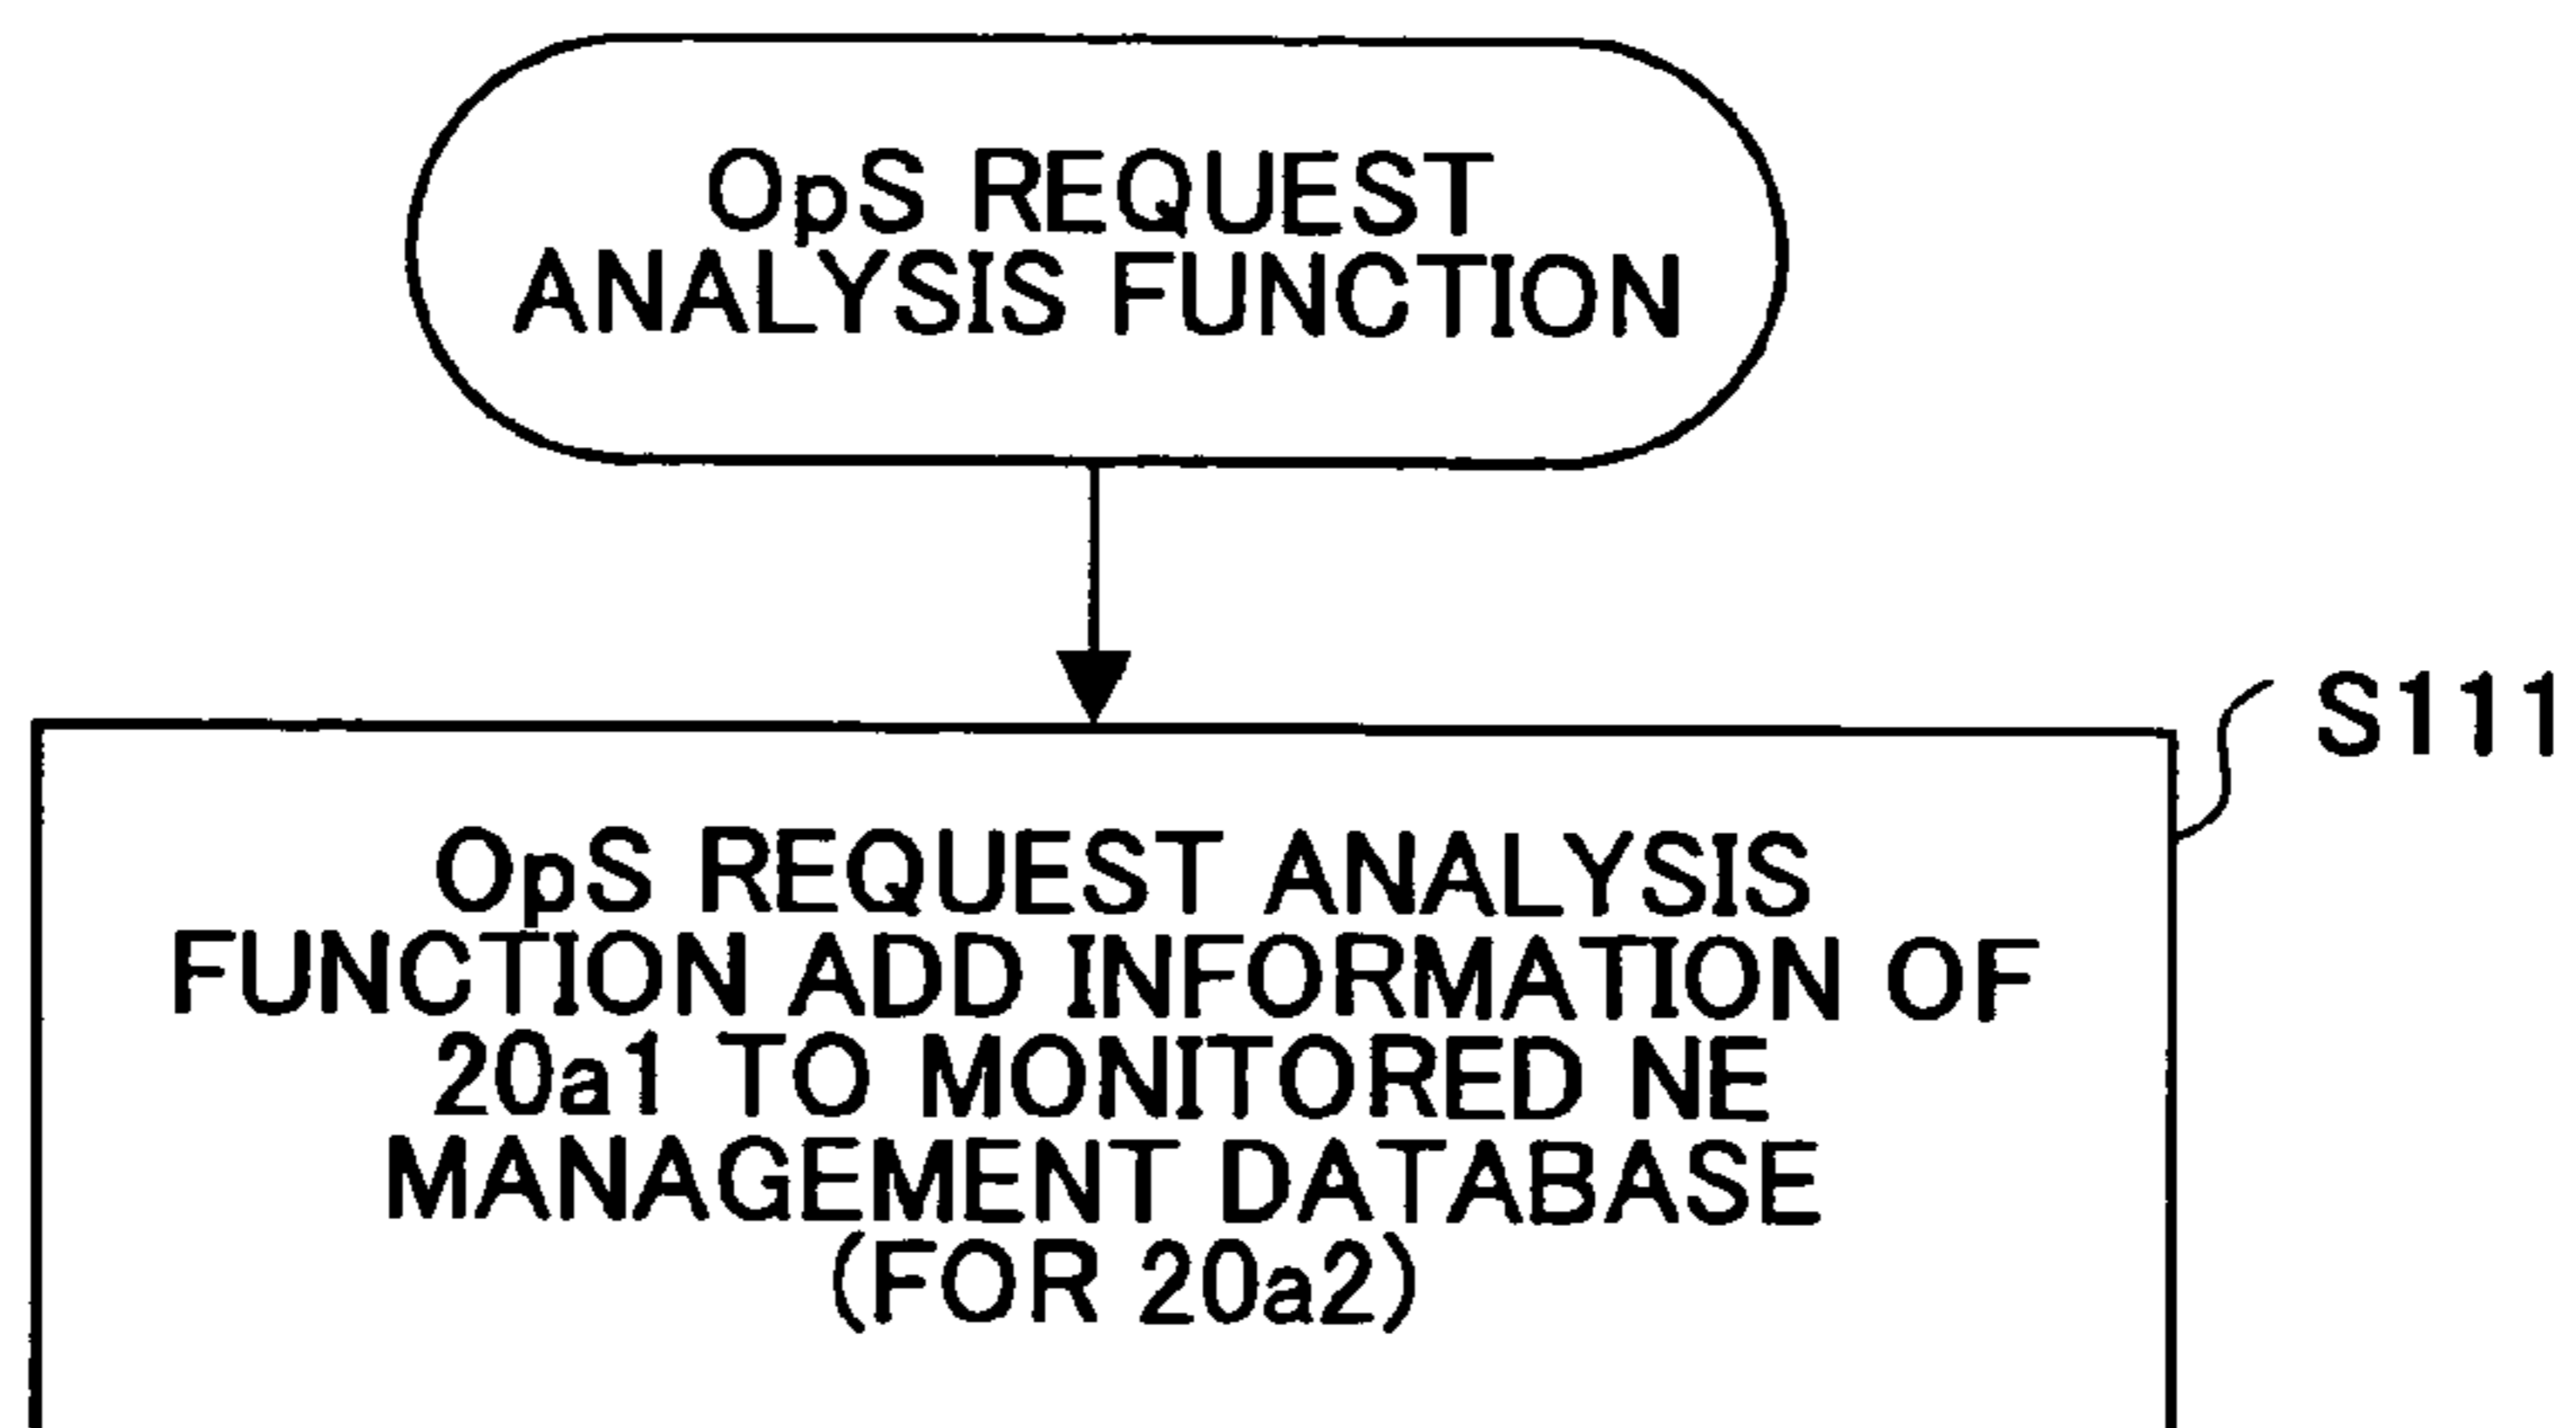 OpS REQUEST
ANALYSIS FUNCTION
S111
OpS REQUEST ANALYSIS
FUNCTION ADD INFORMATION OF
20a1 TO MONITORED NE
MANAGEMENT DATABASE
(FOR 20a2)